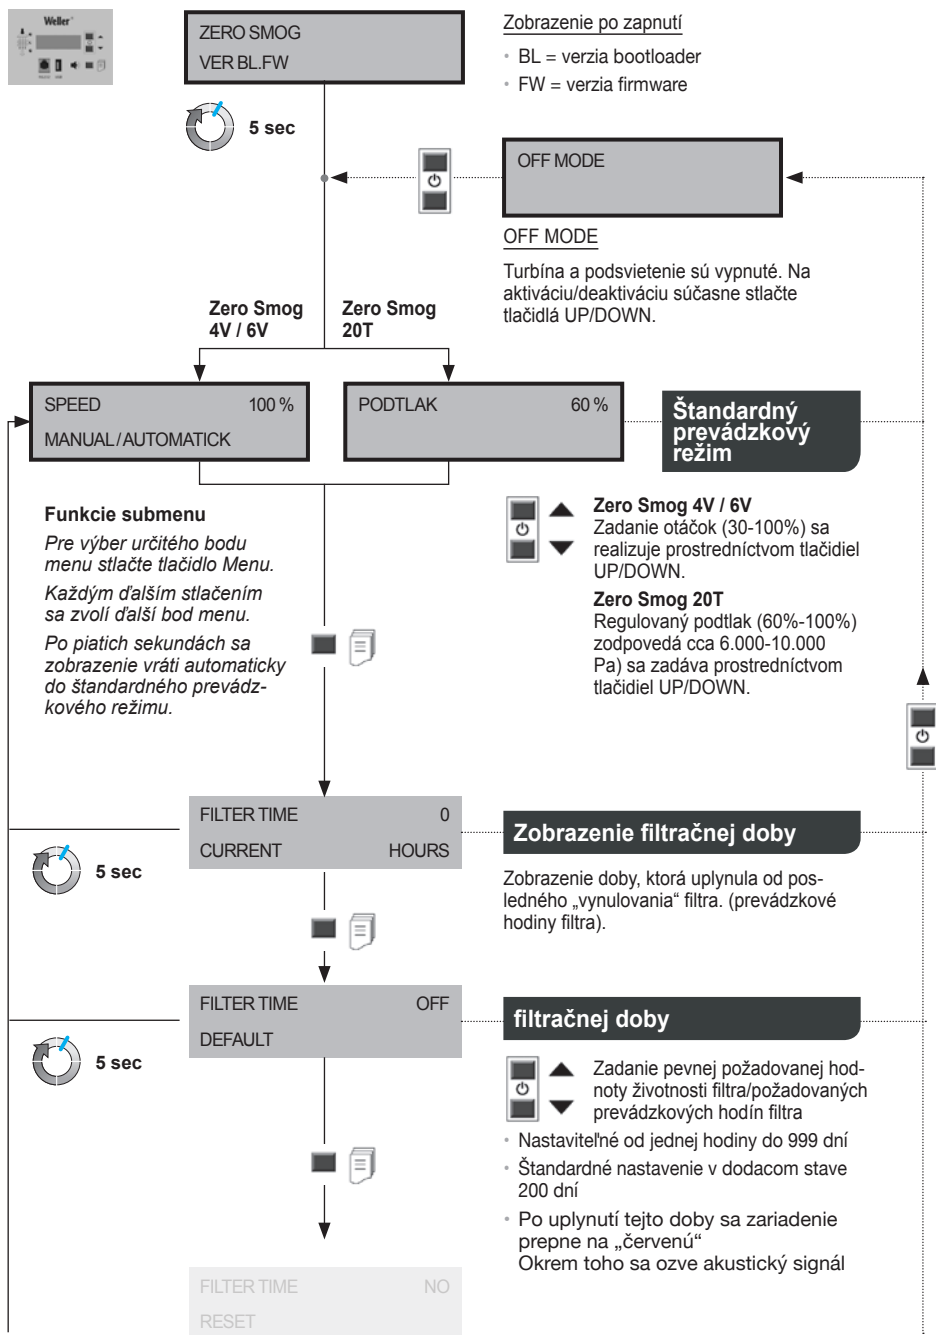 Weller
ZERO SMOG
VER BL.FW
Zobrazenie po zapnutí
• BL = verzia bootloader
• FW = verzia firmware
5 sec
OFF MODE
OFF MODE
Turbína a podsvietenie sú vypnuté. Na
aktiváciu/deaktiváciu súčasne stlačte
tlačidlá UP/DOWN.
Zero Smog
4V / 6V
Zero Smog
20T
SPEED 100 %
MANUAL / AUTOMATICK
PODTLAK 60 %
Štandardný
prevádzkový
režim
Funkcie submenu
Pre výber určitého bodu
menu stlačte tlačidlo Menu.
Každým ďalším stlačením
sa zvolí ďalší bod menu.
Po piatich sekundách sa
zobrazenie vráti automaticky
do štandardného prevádz-
kového režimu.
Zero Smog 4V / 6V
Zadanie otáčok (30-100%) sa
realizuje prostredníctvom tlačidiel
UP/DOWN.
Zero Smog 20T
Regulovaný podtlak (60%-100%)
zodpovedá cca 6.000-10.000
Pa) sa zadáva prostredníctvom
tlačidiel UP/DOWN.
FILTER TIME 0
CURRENT HOURS
5 sec
Zobrazenie filtračnej doby
Zobrazenie doby, ktorá uplynula od pos-
ledného „vynulovania“ filtra. (prevádzkové
hodiny filtra).
FILTER TIME OFF
DEFAULT
5 sec
filtračnej doby
Zadanie pevnej požadovanej hod-
noty životnosti filtra/požadovaných
prevádzkových hodín filtra
• Nastaviteľné od jednej hodiny do 999 dní
• Štandardné nastavenie v dodacom stave
200 dní
• Po uplynutí tejto doby sa zariadenie
prepne na „červenú“
Okrem toho sa ozve akustický signál
FILTER TIME NO
RESET